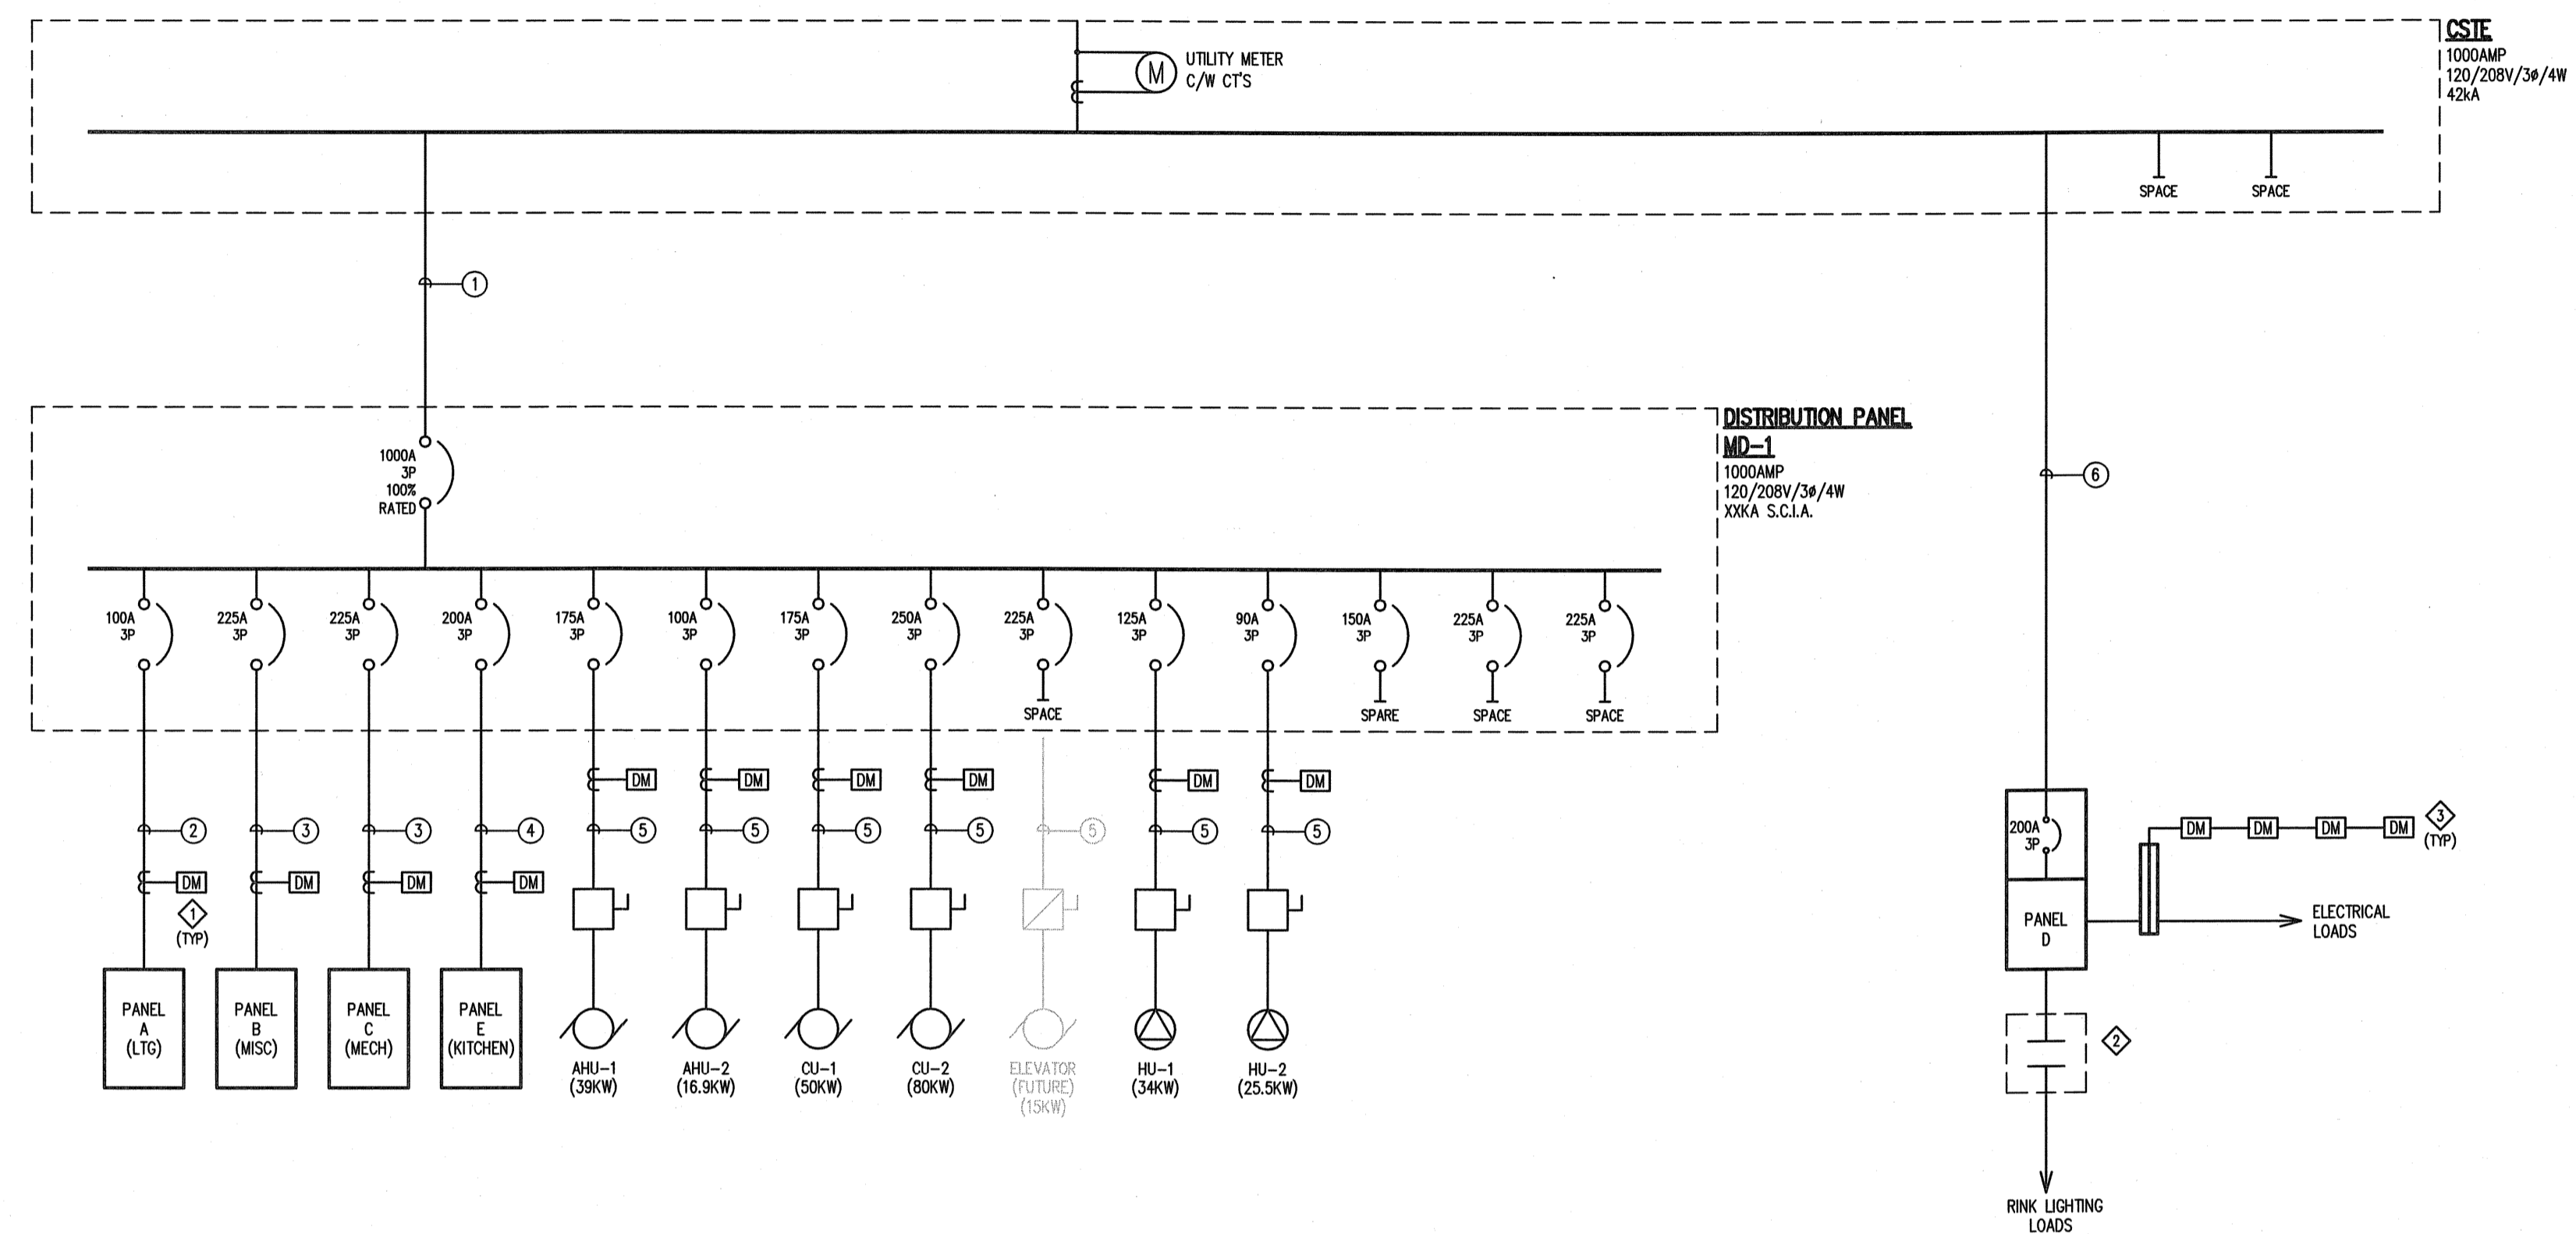 CSTE
1000AMP
120/208V/3ø/4W
42kA
M
UTILITY METER
C/W CT'S
SPACE
SPACE
1
DISTRIBUTION PANEL
MD-1
1000AMP
120/208V/3ø/4W
XXKA S.C.I.A.
1000A
3P
100%
RATED
6
100A
3P
225A
3P
225A
3P
200A
3P
175A
3P
100A
3P
175A
3P
250A
3P
225A
3P
125A
3P
90A
3P
150A
3P
225A
3P
225A
3P
SPACE
SPARE
SPACE
SPACE
DM
DM
DM
DM
DM
DM
2
3
3
4
5
5
5
5
5
5
DM
DM
DM
DM
1
(TYP)
200A
3P
DM
DM
DM
DM
3
(TYP)
PANEL
D
ELECTRICAL
LOADS
PANEL
A
(LTG)
PANEL
B
(MISC)
PANEL
C
(MECH)
PANEL
E
(KITCHEN)
AHU-1
(39KW)
AHU-2
(16.9KW)
CU-1
(50KW)
CU-2
(80KW)
ELEVATOR
(FUTURE)
(15KW)
HU-1
(34KW)
HU-2
(25.5KW)
2
RINK LIGHTING
LOADS